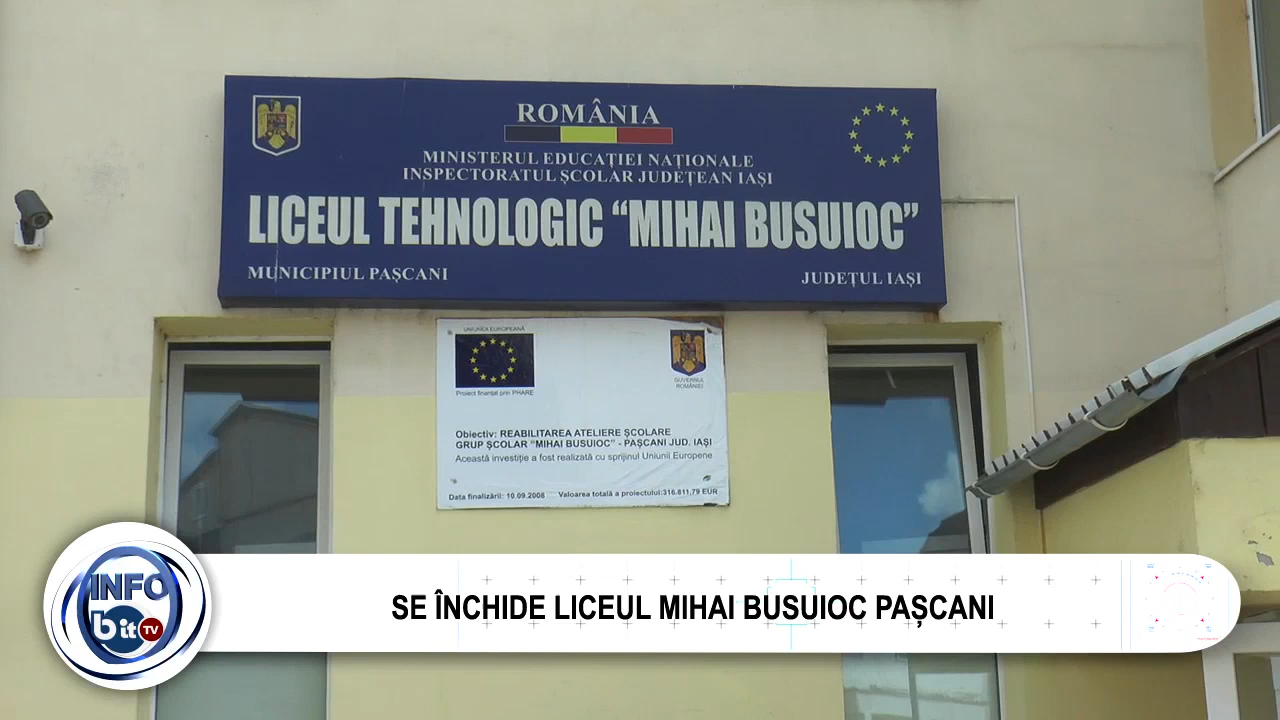 ROMÂNIA
MINISTERUL EDUCAȚIEI NAȚIONALE
INSPECTORATUL ȘCOLAR JUDEȚEAN IAȘI
LICEUL TEHNOLOGIC “MIHAI BUSUIOC”
MUNICIPIUL PAȘCANI
JUDEȚUL IAȘI
UNIUNEA EUROPEANĂ
Proiect finanțat prin PHARE
GUVERNUL
ROMÂNIEI
Obiectiv: REABILITAREA ATELIERE ȘCOLARE
GRUP ȘCOLAR “MIHAI BUSUIOC” - PAȘCANI JUD. IAȘI
Această investiție a fost realizată cu sprijinul Uniunii Europene
Data finalizării: 10.09.2008 Valoarea totală a proiectului:316.811,79 EUR
INFO
bit TV
SE ÎNCHIDE LICEUL MIHAI BUSUIOC PAȘCANI